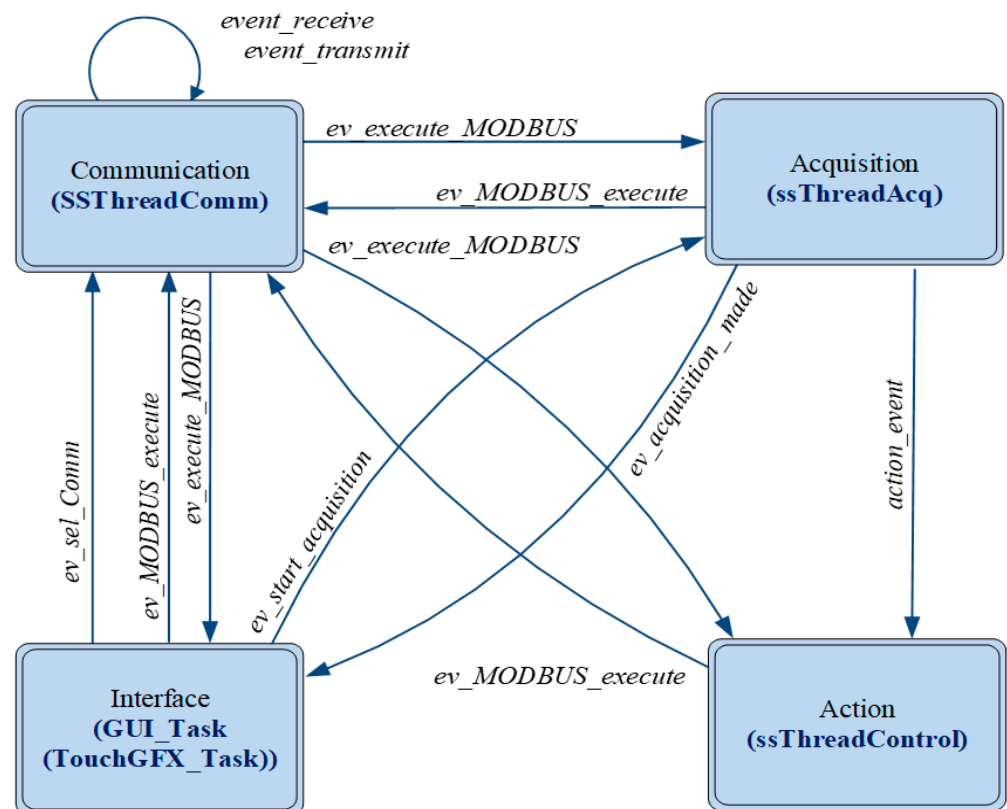 event_receive
event_transmit
Communication
(SSThreadComm)
ev_execute_MODBUS
Acquisition
(ssThreadAcq)
ev_MODBUS_execute
ev_execute_MODBUS
ev_sel_Comm
ev_MODBUS_execute
ev_execute_MODBUS
ev_start_acquisition
ev_acquisition_made
action_event
Interface
(GUI_Task
(TouchGFX_Task))
ev_MODBUS_execute
Action
(ssThreadControl)